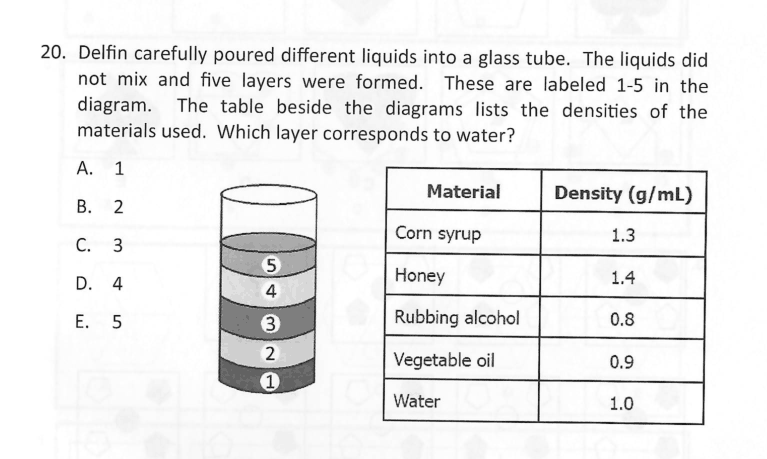 20. Delfin carefully poured different liquids into a glass tube. The liquids did
not mix and five layers were formed. These are labeled 1-5 in the
diagram. The table beside the diagrams lists the densities of the
materials used. Which layer corresponds to water?
A. 1
B. 2
C. 3
D. 4
E. 5
5
4
3
2
1
Material Density (g/mL)
Corn syrup 1.3
Honey 1.4
Rubbing alcohol 0.8
Vegetable oil 0.9
Water 1.0